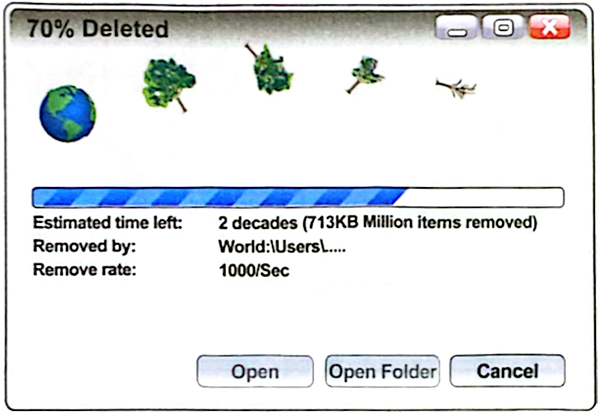 70% Deleted
Estimated time left: 2 decades (713KB Million items removed)
Removed by: World:\Users\.....
Remove rate: 1000/Sec
Open Open Folder Cancel